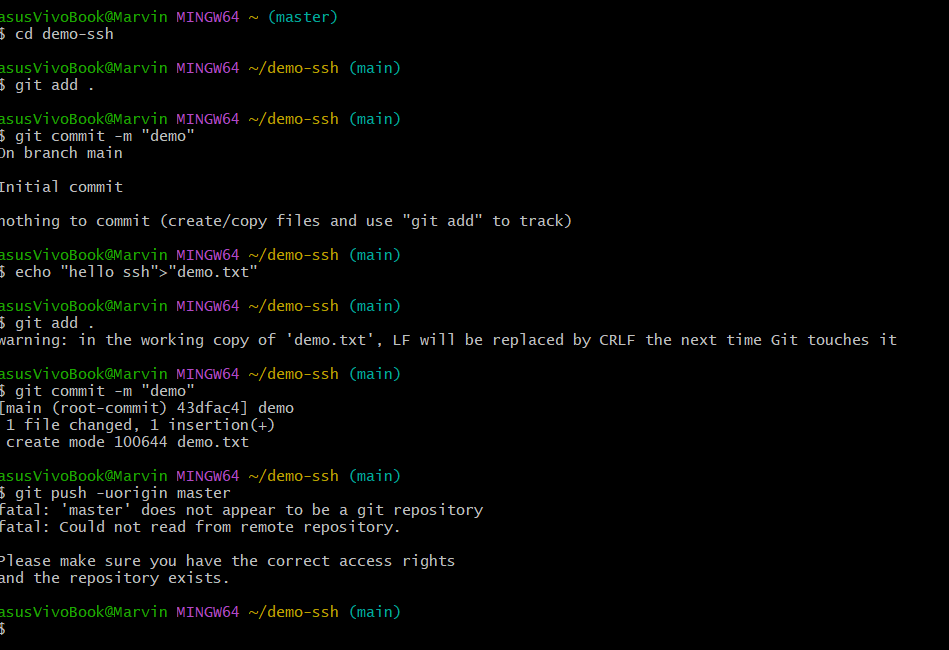 asusVivoBook@Marvin MINGW64 ~ (master)
$ cd demo-ssh
asusVivoBook@Marvin MINGW64 ~/demo-ssh (main)
$ git add .
asusVivoBook@Marvin MINGW64 ~/demo-ssh (main)
$ git commit -m "demo"
On branch main
Initial commit
nothing to commit (create/copy files and use "git add" to track)
asusVivoBook@Marvin MINGW64 ~/demo-ssh (main)
$ echo "hello ssh">"demo.txt"
asusVivoBook@Marvin MINGW64 ~/demo-ssh (main)
$ git add .
warning: in the working copy of 'demo.txt', LF will be replaced by CRLF the next time Git touches it
asusVivoBook@Marvin MINGW64 ~/demo-ssh (main)
$ git commit -m "demo"
[main (root-commit) 43dfac4] demo
1 file changed, 1 insertion(+)
create mode 100644 demo.txt
asusVivoBook@Marvin MINGW64 ~/demo-ssh (main)
$ git push -uorigin master
fatal: 'master' does not appear to be a git repository
fatal: Could not read from remote repository.
Please make sure you have the correct access rights
and the repository exists.
asusVivoBook@Marvin MINGW64 ~/demo-ssh (main)
$